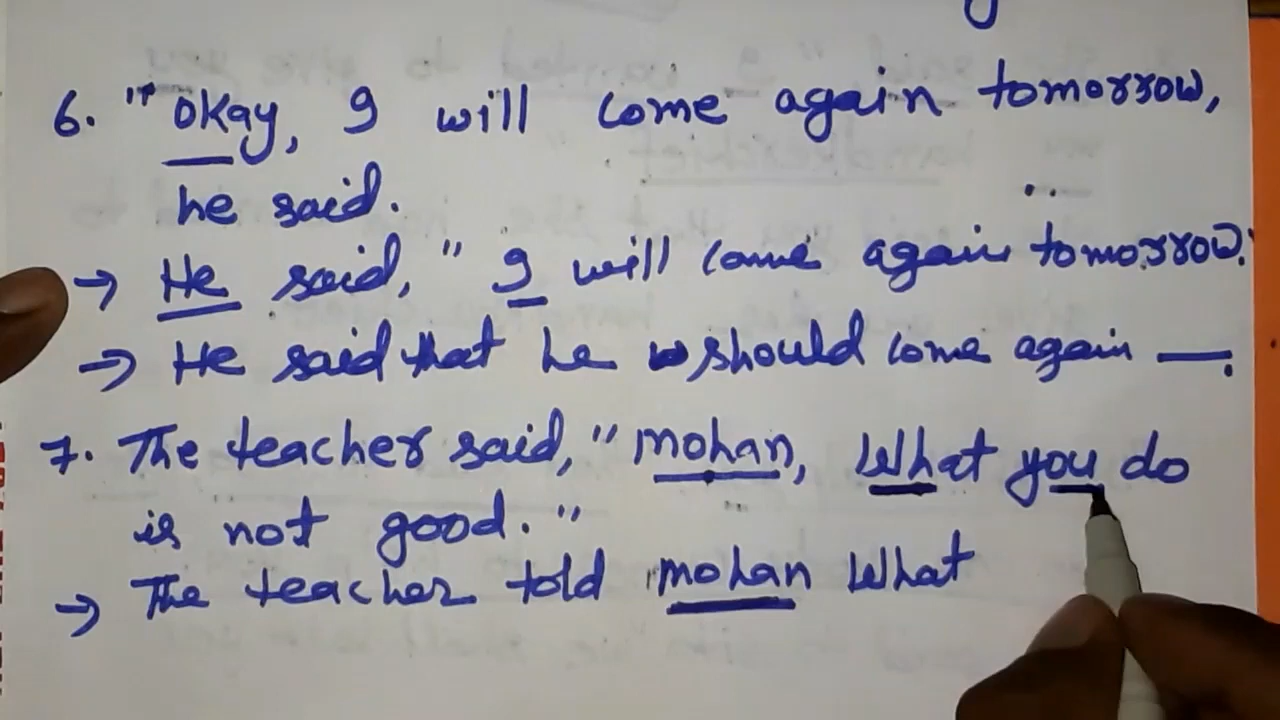 6. "okay, I will come again tomorrow,
he said.
→ He said, " I will come again tomorrow.
→ He said that he should come again —.
7. The teacher said, "mohan, What you do
is not good."
→ The teacher told mohan What